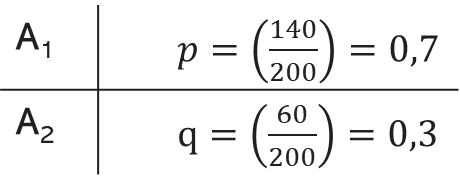 A₁ p = (140/200) = 0,7
A₂ q = (60/200) = 0,3